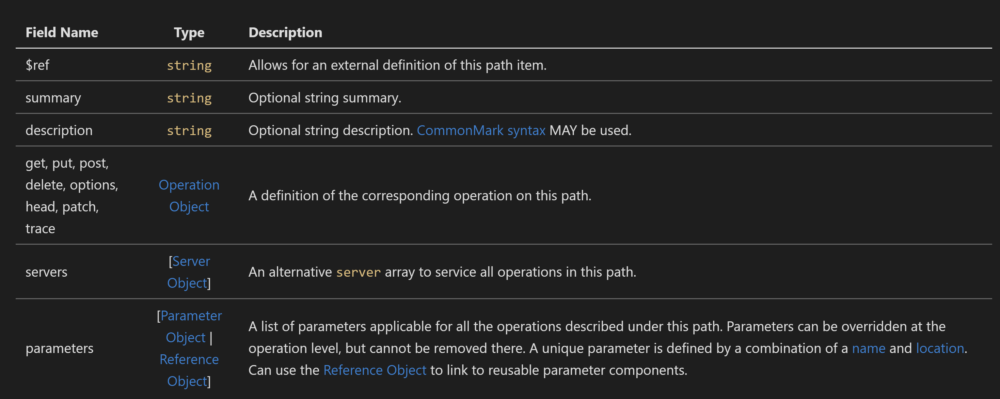 Field Name Type Description
$ref string Allows for an external definition of this path item.
summary string Optional string summary.
description string Optional string description. CommonMark syntax MAY be used.
get, put, post,
delete, options,
head, patch,
trace
Operation
Object
A definition of the corresponding operation on this path.
servers
[Server
Object]
An alternative server array to service all operations in this path.
parameters
[Parameter
Object |
Reference
Object]
A list of parameters applicable for all the operations described under this path. Parameters can be overridden at the
operation level, but cannot be removed there. A unique parameter is defined by a combination of a name and location.
Can use the Reference Object to link to reusable parameter components.